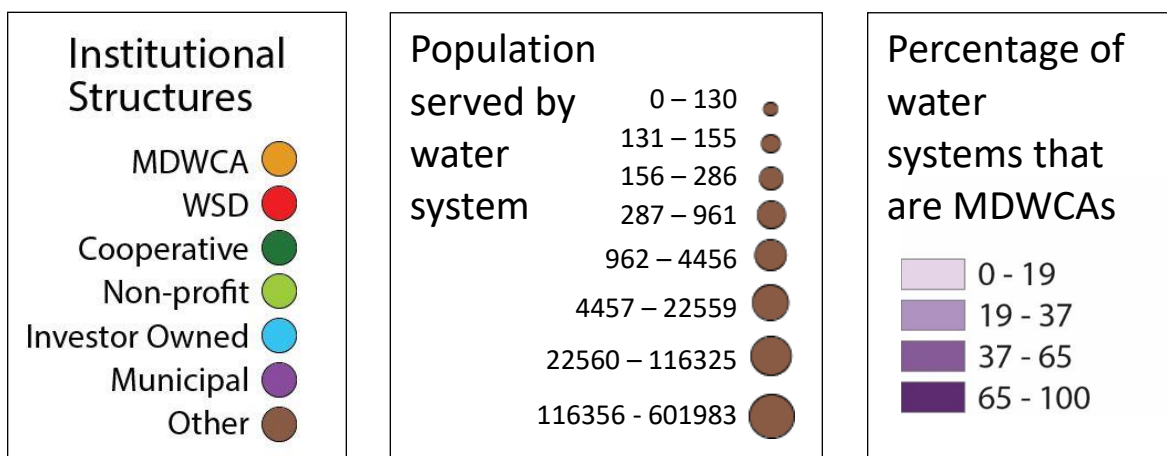 Institutional
Structures
MDWCA
WSD
Cooperative
Non-profit
Investor Owned
Municipal
Other
Population
served by
water
system
0 – 130
131 – 155
156 – 286
287 – 961
962 – 4456
4457 – 22559
22560 – 116325
116356 - 601983
Percentage of
water
systems that
are MDWCAs
0 - 19
19 - 37
37 - 65
65 - 100